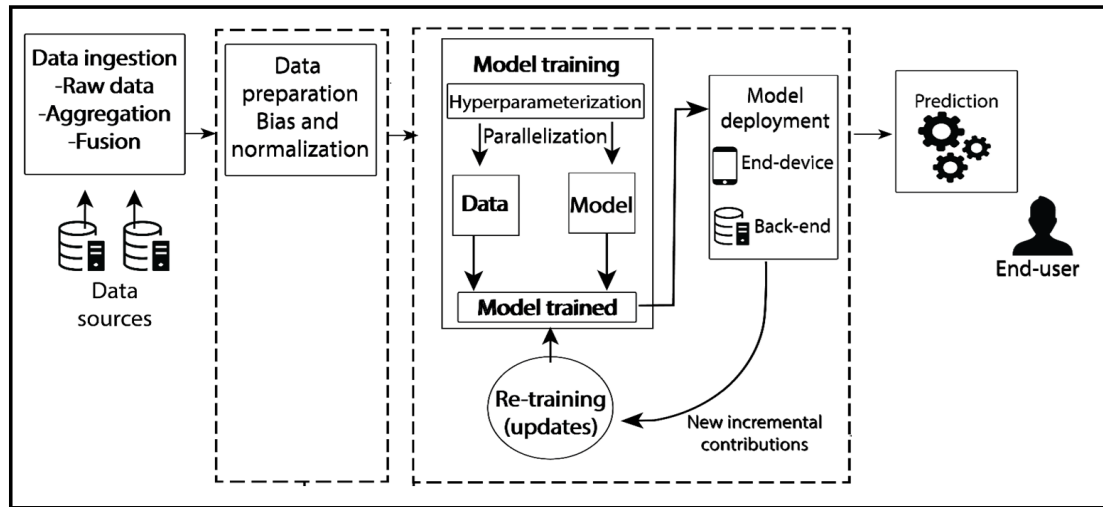 Data ingestion
-Raw data
-Aggregation
-Fusion
Data
sources
Data
preparation
Bias and
normalization
Model training
Hyperparameterization
Parallelization
Data
Model
Model trained
Re-training
(updates)
New incremental
contributions
Model
deployment
End-device
Back-end
Prediction
End-user